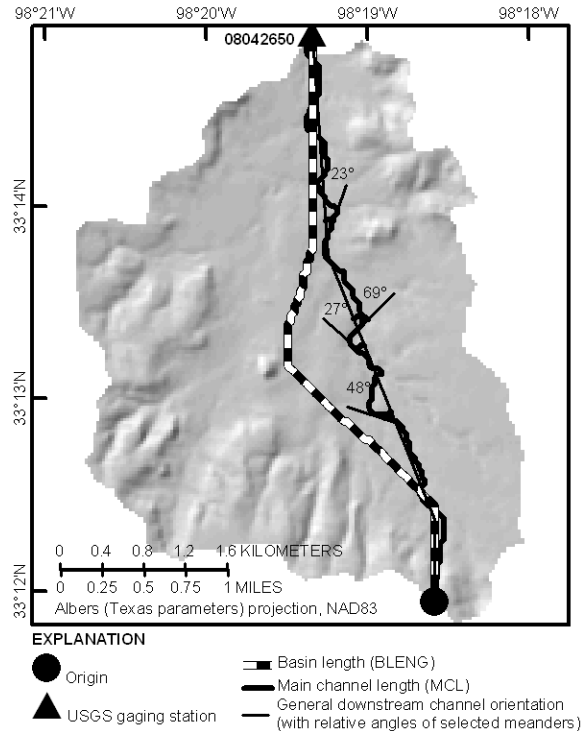 98°21'W 98°20'W 98°19'W 98°18'W
08042650
23°
33°14'N
69°
27°
33°13'N
48°
0 0.4 0.8 1.2 1.6 KILOMETERS
0 0.25 0.5 0.75 1 MILES
33°12'N
Albers (Texas parameters) projection, NAD83
EXPLANATION
Origin
USGS gaging station
Basin length (BLENG)
Main channel length (MCL)
General downstream channel orientation
(with relative angles of selected meanders)